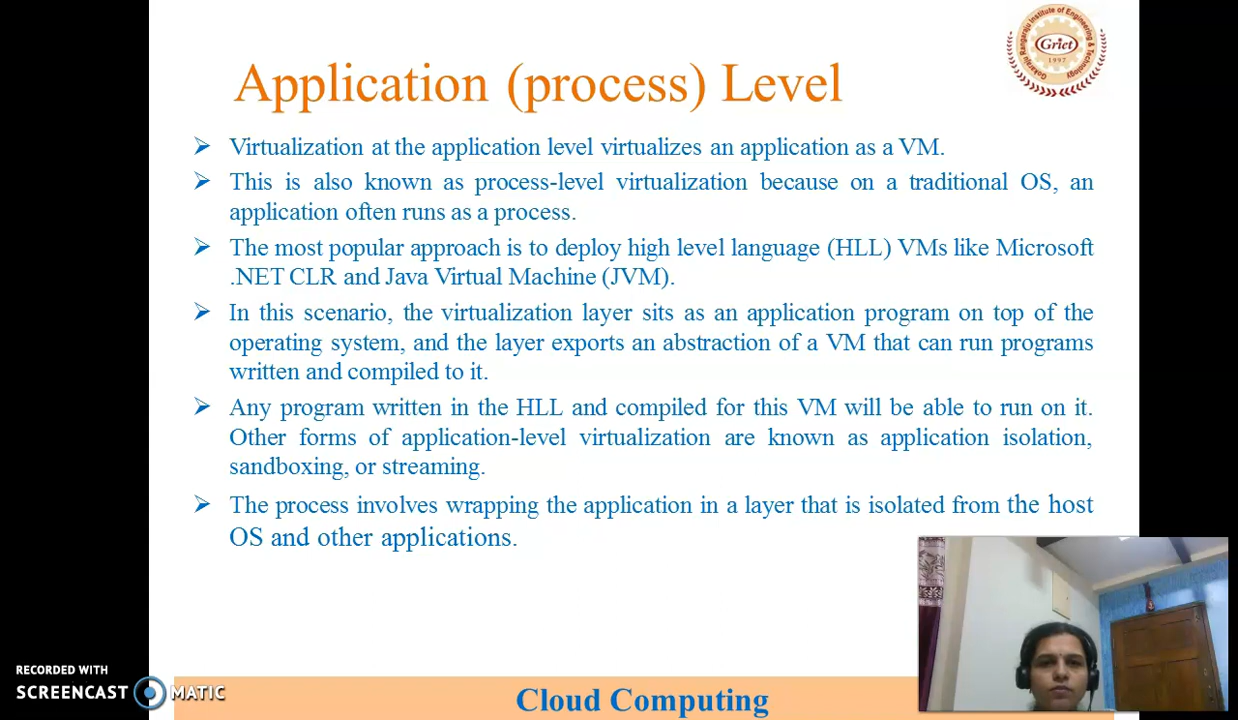 Gokaraju Rangaraju Institute of Engineering & Technology
Griet
1997
Application (process) Level
➢ Virtualization at the application level virtualizes an application as a VM.
➢ This is also known as process-level virtualization because on a traditional OS, an
application often runs as a process.
➢ The most popular approach is to deploy high level language (HLL) VMs like Microsoft
.NET CLR and Java Virtual Machine (JVM).
➢ In this scenario, the virtualization layer sits as an application program on top of the
operating system, and the layer exports an abstraction of a VM that can run programs
written and compiled to it.
➢ Any program written in the HLL and compiled for this VM will be able to run on it.
Other forms of application-level virtualization are known as application isolation,
sandboxing, or streaming.
➢ The process involves wrapping the application in a layer that is isolated from the host
OS and other applications.
RECORDED WITH
SCREENCAST MATIC
Cloud Computing